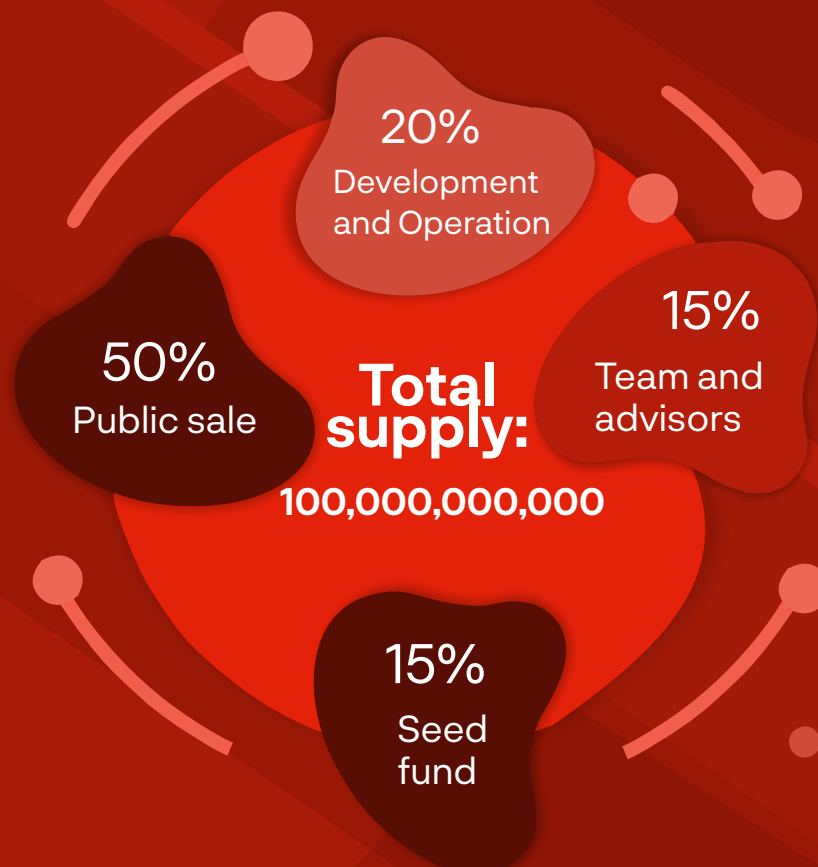 20%
Development
and Operation
15%
Team and
advisors
50%
Public sale
Total
supply:
100,000,000,000
15%
Seed
fund